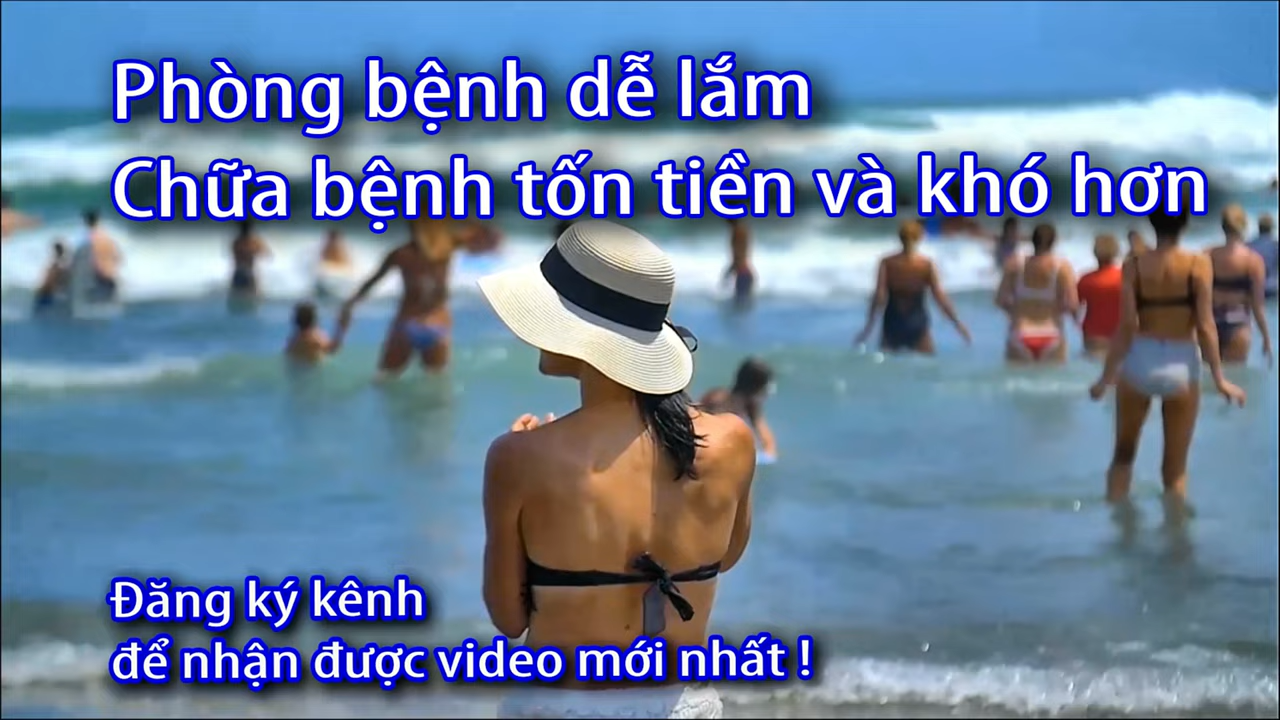 Phòng bệnh dễ lắm
Chữa bệnh tốn tiền và khó hơn
Đăng ký kênh
để nhận được video mới nhất !